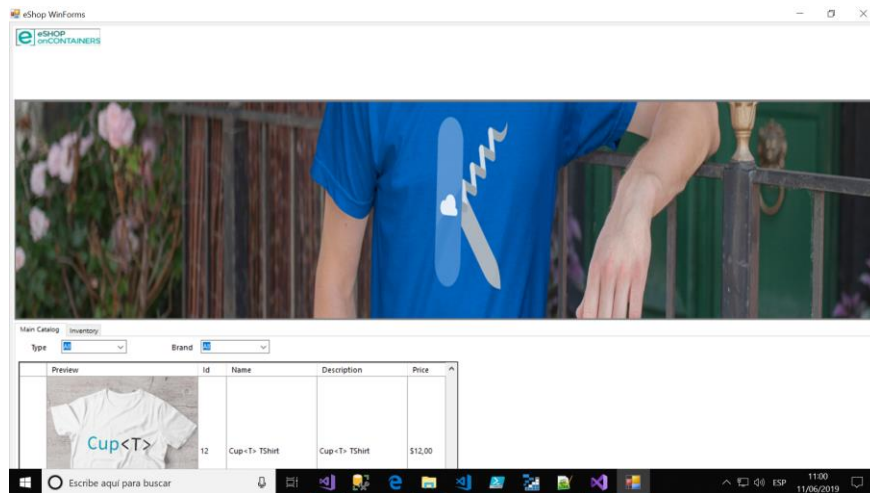 eShop WinForms
eSHOP
onCONTAINERS
Main Catalog Inventory
Type All Brand All
Preview Id Name Description Price
Cup<T>
12 Cup<T> TShirt Cup<T> TShirt $12,00
Escribe aquí para buscar
ESP
11:00
11/06/2019